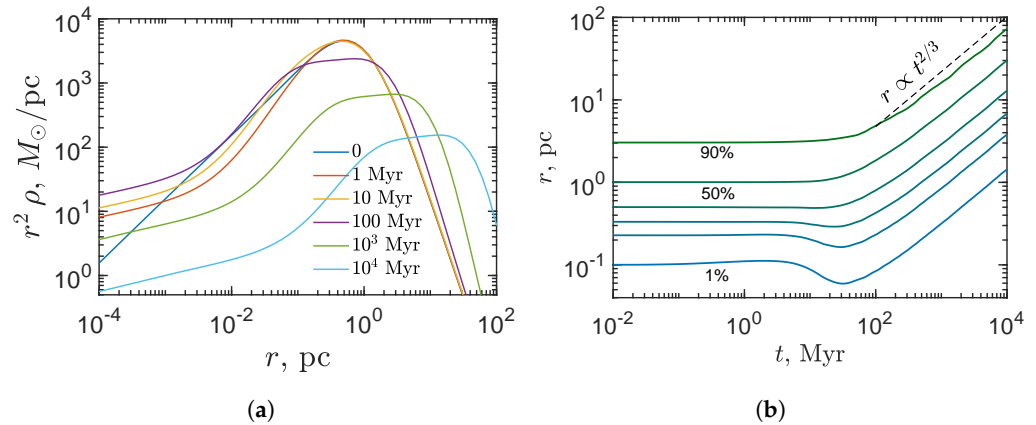 10^4
10^3
10^2
10^1
10^0
r^2 ρ, M_⊙/pc
0
1 Myr
10 Myr
100 Myr
10^3 Myr
10^4 Myr
10^-4 10^-2 10^0 10^2
r, pc
(a)
10^2
10^1
10^0
10^-1
r, pc
r ∝ t^{2/3}
90%
50%
1%
10^-2 10^0 10^2 10^4
t, Myr
(b)